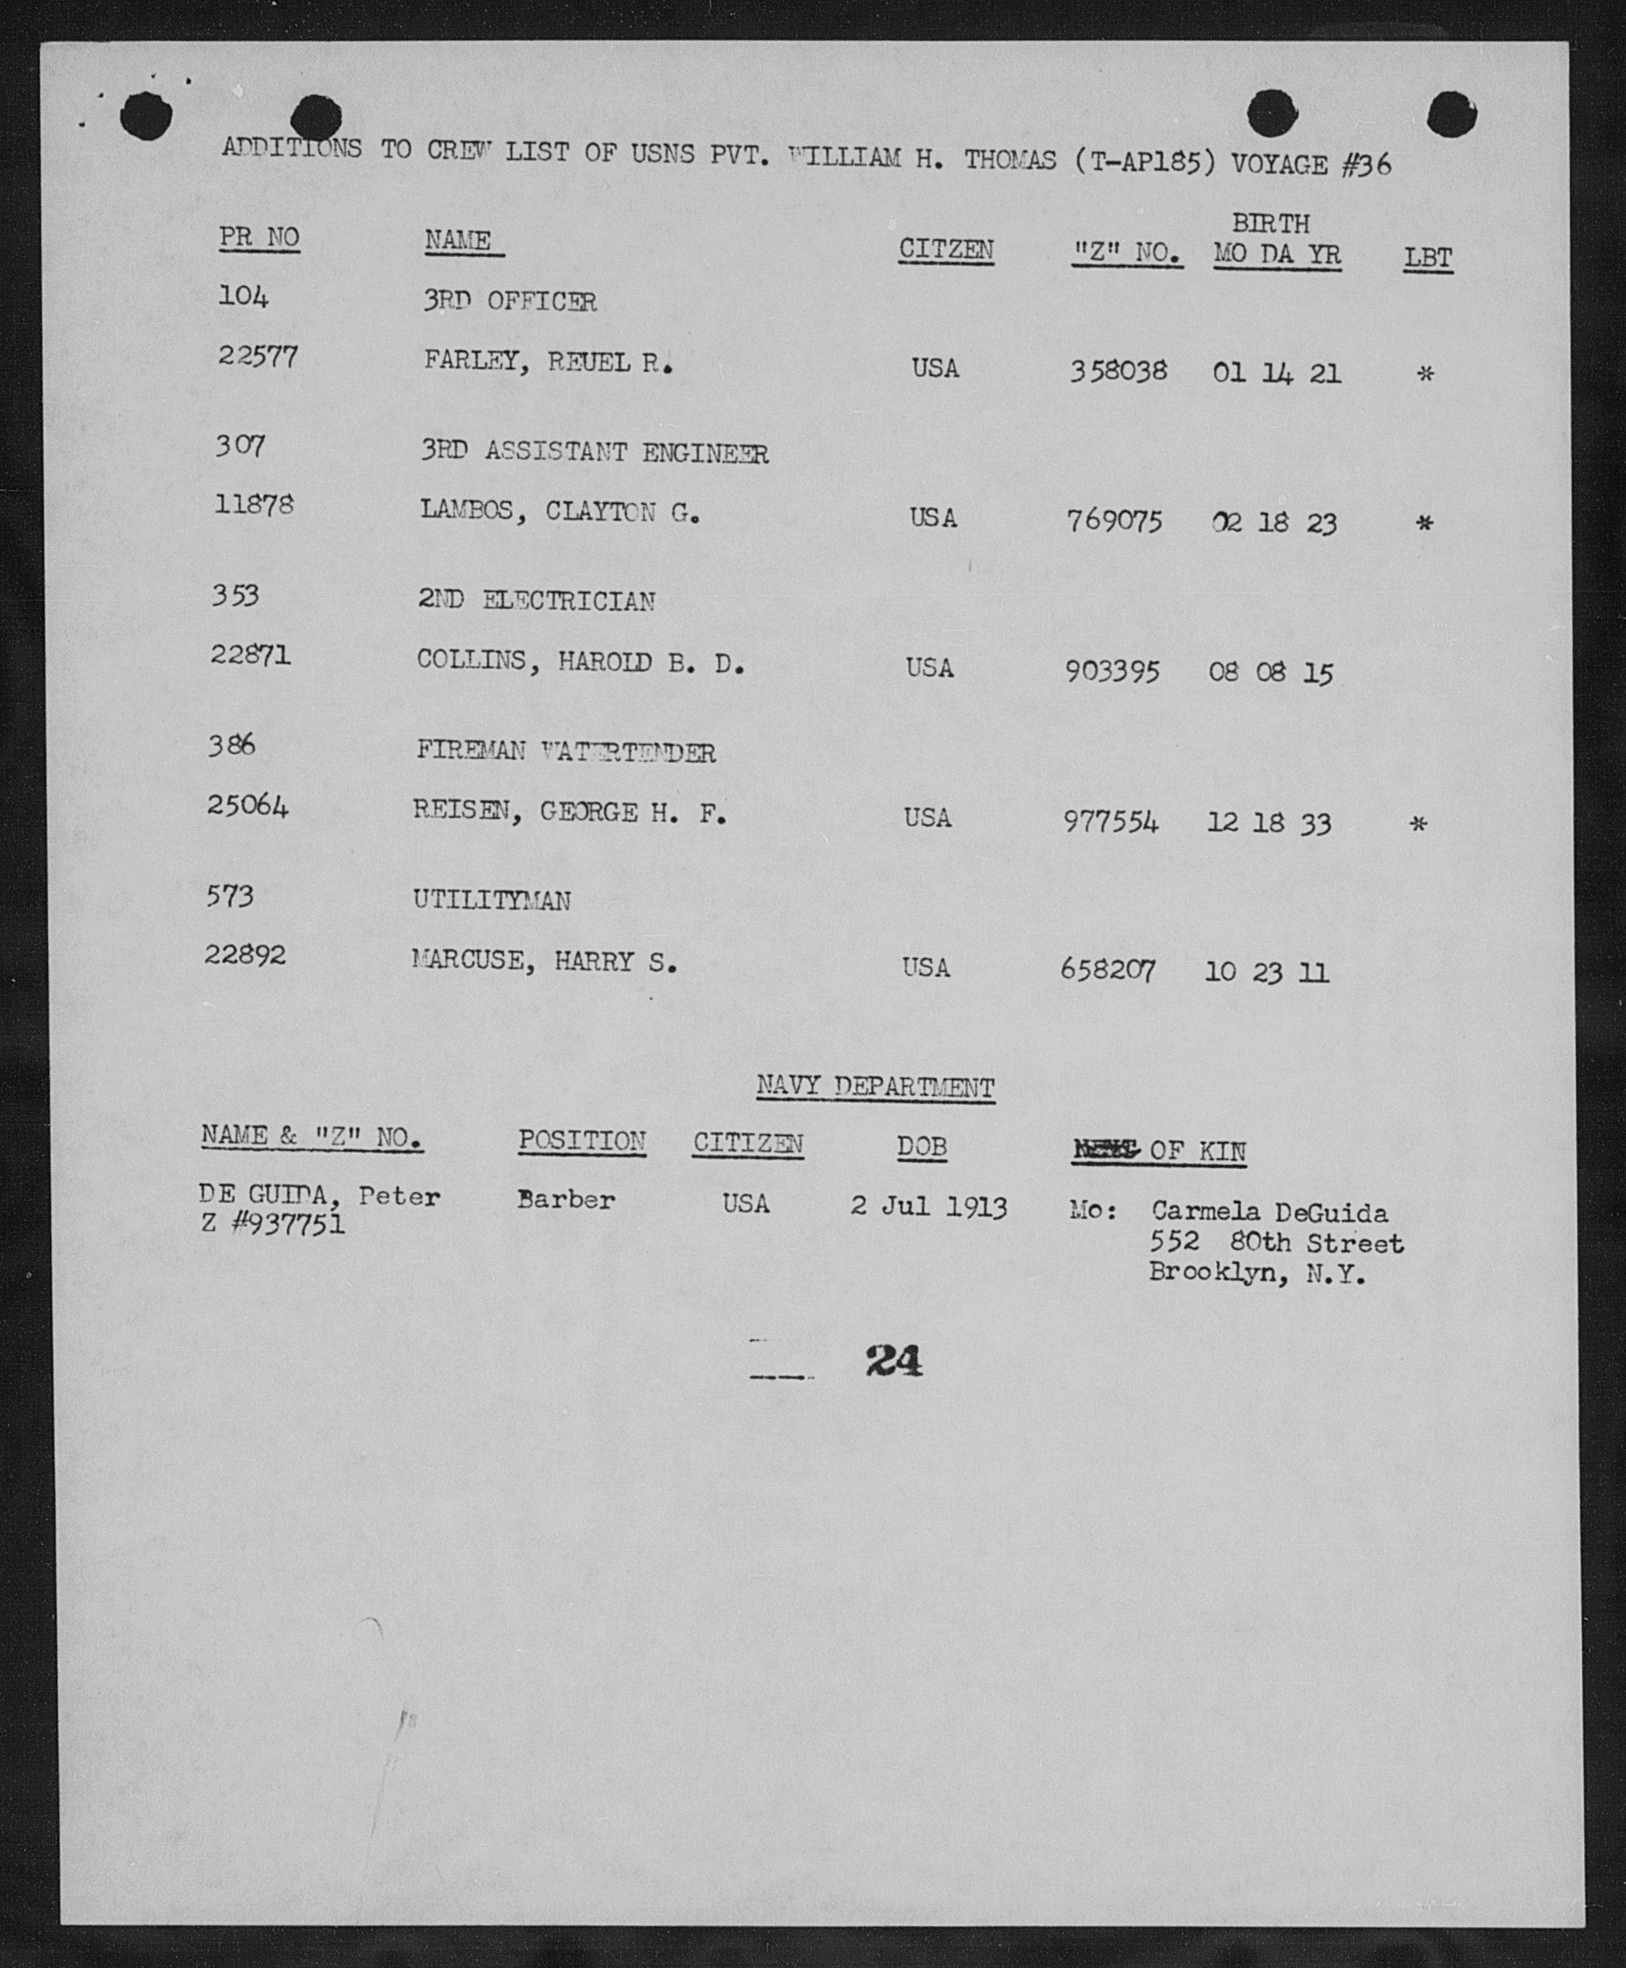 ADDITIONS TO CREW LIST OF USNS PVT. WILLIAM H. THOMAS (T-AP185) VOYAGE #36
BIRTH
PR NO NAME CITZEN "Z" NO. MO DA YR LBT
104 3RD OFFICER
22577 FARLEY, REUEL R. USA 358038 01 14 21 *
307 3RD ASSISTANT ENGINEER
11878 LAMBOS, CLAYTON G. USA 769075 02 18 23 *
353 2ND ELECTRICIAN
22871 COLLINS, HAROLD B. D. USA 903395 08 08 15
386 FIREMAN WATERTENDER
25064 REISEN, GEORGE H. F. USA 977554 12 18 33 *
573 UTILITYMAN
22892 MARCUSE, HARRY S. USA 658207 10 23 11
NAVY DEPARTMENT
NAME & "Z" NO. POSITION CITIZEN DOB OF KIN
DE GUIDA, Peter Barber USA 2 Jul 1913 Mo: Carmela DeGuida
Z #937751
552 80th Street
Brooklyn, N.Y.
24